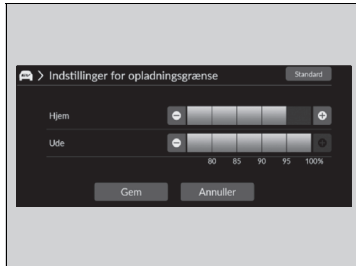 Indstillinger for opladningsgrænse
Standard
Hjem
Ude
80 85 90 95 100%
Gem Annuller